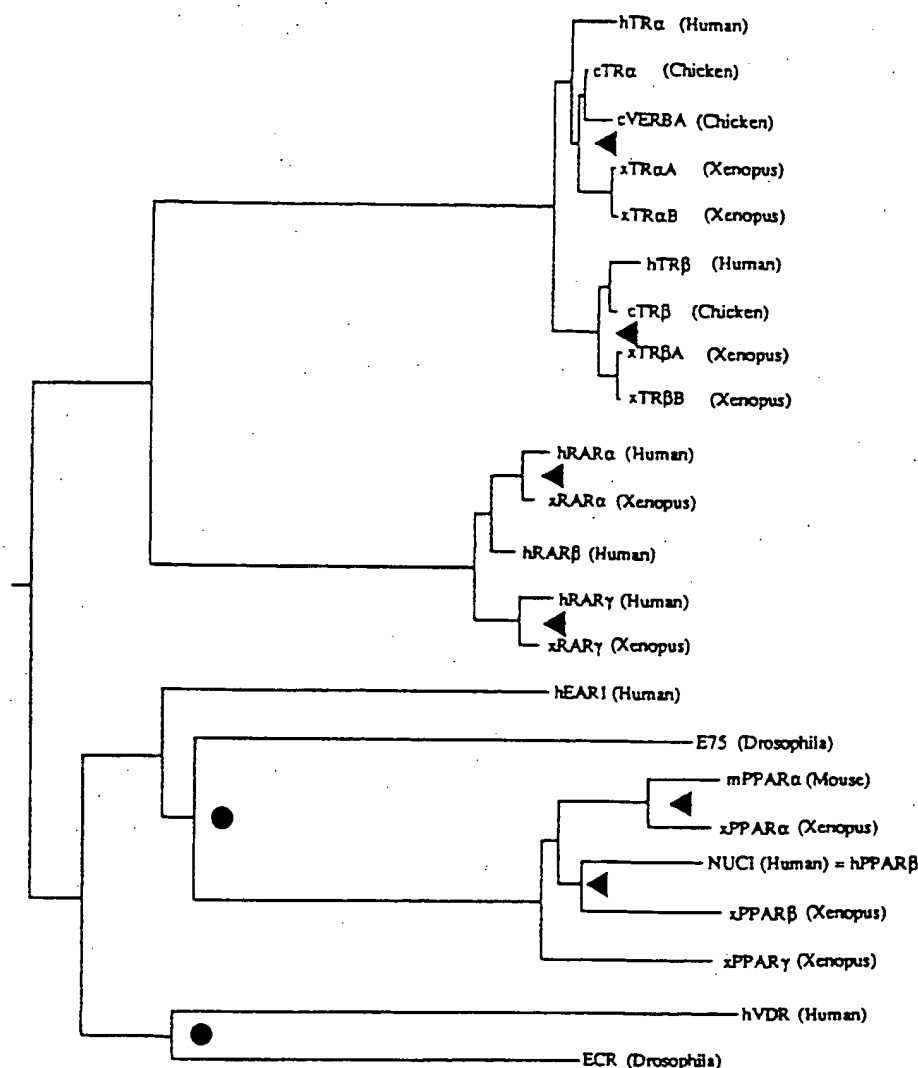 hTRα (Human)
cTRα (Chicken)
cVERBA (Chicken)
xTRαA (Xenopus)
xTRαB (Xenopus)
hTRβ (Human)
cTRβ (Chicken)
xTRβA (Xenopus)
xTRβB (Xenopus)
hRARα (Human)
xRARα (Xenopus)
hRARβ (Human)
hRARγ (Human)
xRARγ (Xenopus)
hEAR1 (Human)
E75 (Drosophila)
mPPARα (Mouse)
xPPARα (Xenopus)
NUCI (Human) = hPPARβ
xPPARβ (Xenopus)
xPPARγ (Xenopus)
hVDR (Human)
ECR (Drosophila)